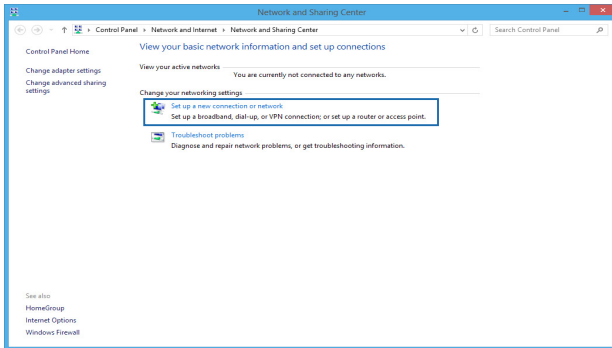 Network and Sharing Center
Control Panel Network and Internet Network and Sharing Center
Search Control Panel
Control Panel Home
Change adapter settings
Change advanced sharing
settings
View your basic network information and set up connections
View your active networks
You are currently not connected to any networks.
Change your networking settings
Set up a new connection or network
Set up a broadband, dial-up, or VPN connection; or set up a router or access point.
Troubleshoot problems
Diagnose and repair network problems, or get troubleshooting information.
See also
HomeGroup
Internet Options
Windows Firewall